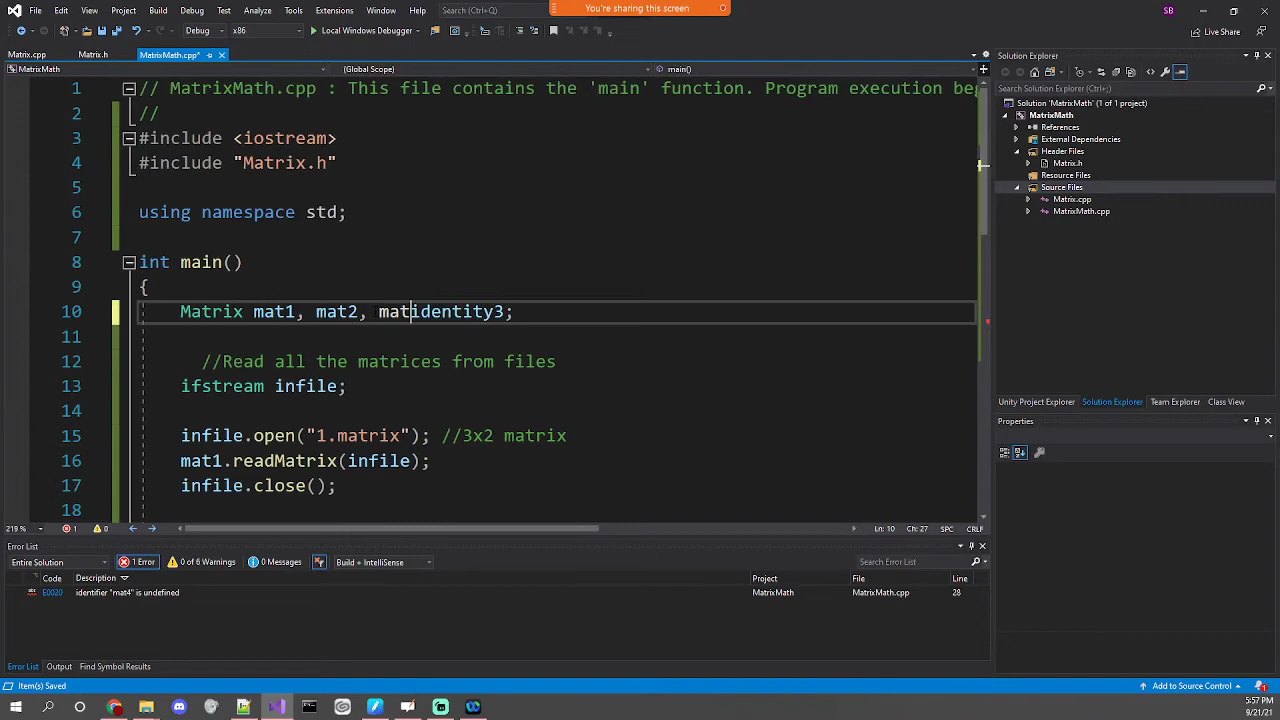 You're sharing this screen
File Edit View Project Build Debug Test Analyze Tools Extensions Window Help Search (Ctrl+Q) MatrixMath SB
Debug x86 Local Windows Debugger Live Share
Matrix.cpp Matrix.h MatrixMath.cpp*
MatrixMath (Global Scope) main()
1 // MatrixMath.cpp : This file contains the 'main' function. Program execution beg
2 //
3 #include <iostream>
4 #include "Matrix.h"
5
6 using namespace std;
7
8 int main()
9 {
10 Matrix mat1, mat2, matidentity3;
11
12 //Read all the matrices from files
13 ifstream infile;
14
15 infile.open("1.matrix"); //3x2 matrix
16 mat1.readMatrix(infile);
17 infile.close();
18
219 % 1 0 Ln: 10 Ch: 27 SPC CRLF
Error List
Entire Solution 1 Error 0 of 6 Warnings 0 Messages Build + IntelliSense Search Error List
Code Description Project File Line
E0020 identifier "mat4" is undefined MatrixMath MatrixMath.cpp 28
Error List Output Find Symbol Results
Solution Explorer
Search Solution Explorer (Ctrl+;)
Solution 'MatrixMath' (1 of 1 project)
MatrixMath
References
External Dependencies
Header Files
Matrix.h
Resource Files
Source Files
Matrix.cpp
MatrixMath.cpp
Unity Project Explorer Solution Explorer Team Explorer Class View
Properties
Item(s) Saved Add to Source Control 1
5:57 PM
9/21/21